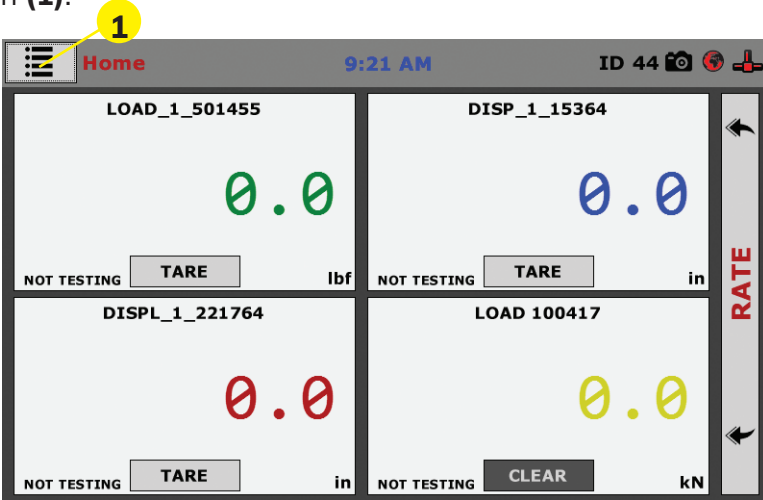 n (1).
1
Home 9:21 AM ID 44
LOAD_1_501455
0.0
NOT TESTING TARE lbf
DISP_1_15364
0.0
NOT TESTING TARE in
DISPL_1_221764
0.0
NOT TESTING TARE in
LOAD 100417
0.0
NOT TESTING CLEAR kN
RATE